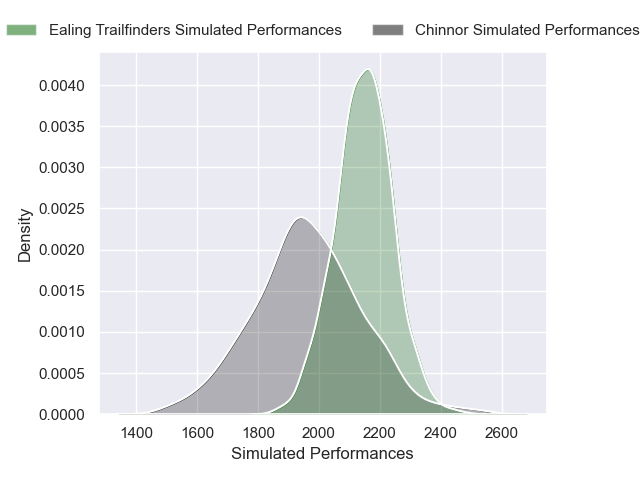 Ealing Trailfinders Simulated Performances Chinnor Simulated Performances
0.0040
0.0035
0.0030
0.0025
0.0020
0.0015
0.0010
0.0005
0.0000
Density
1400 1600 1800 2000 2200 2400 2600
Simulated Performances